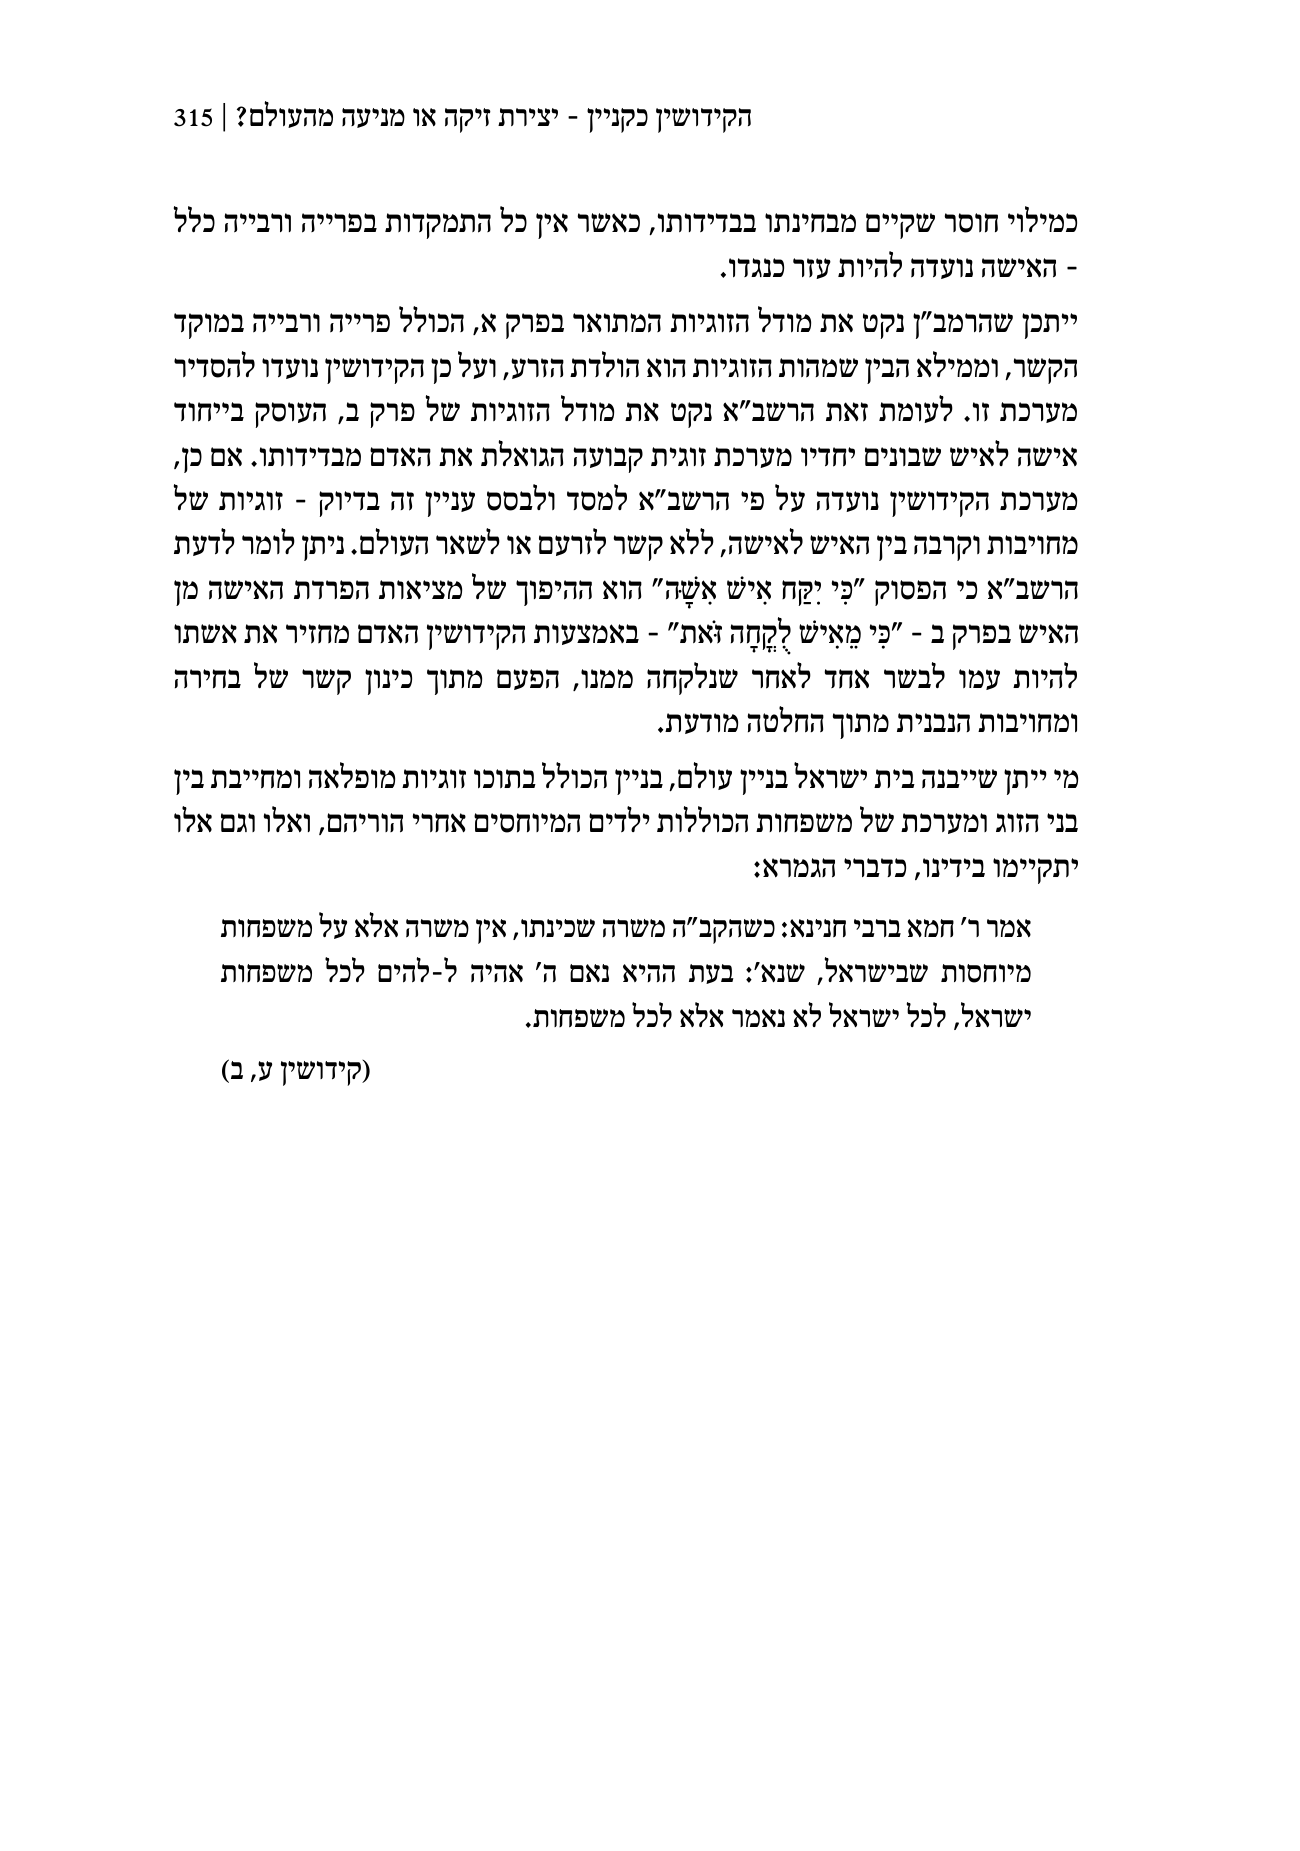 הקידושין כקניין - יצירת זיקה או מניעה מהעולם? | 315
כמילוי חוסר שקיים מבחינתו בבדידותו, כאשר אין כל התמקדות בפרייה ורבייה כלל
- האישה נועדה להיות עזר כנגדו.
ייתכן שהרמב"ן נקט את מודל הזוגיות המתואר בפרק א, הכולל פרייה ורבייה במוקד
הקשר, וממילא הבין שמהות הזוגיות הוא הולדת הזרע, ועל כן הקידושין נועדו להסדיר
מערכת זו. לעומת זאת הרשב"א נקט את מודל הזוגיות של פרק ב, העוסק בייחוד
אישה לאיש שבונים יחדיו מערכת זוגית קבועה הגואלת את האדם מבדידותו. אם כן,
מערכת הקידושין נועדה על פי הרשב"א למסד ולבסס עניין זה בדיוק - זוגיות של
מחויבות וקרבה בין האיש לאישה, ללא קשר לזרעם או לשאר העולם. ניתן לומר לדעת
הרשב"א כי הפסוק "כִּי יִקַּח אִישׁ אִשָּׁה" הוא ההיפוך של מציאות הפרדת האישה מן
האיש בפרק ב - "כִּי מֵאִישׁ לֻקֳחָה זֹּאת" - באמצעות הקידושין האדם מחזיר את אשתו
להיות עמו לבשר אחד לאחר שנלקחה ממנו, הפעם מתוך כינון קשר של בחירה
ומחויבות הנבנית מתוך החלטה מודעת.
מי ייתן שייבנה בית ישראל בניין עולם, בניין הכולל בתוכו זוגיות מופלאה ומחייבת בין
בני הזוג ומערכת של משפחות הכוללות ילדים המיוחסים אחרי הוריהם, ואלו וגם אלו
יתקיימו בידינו, כדברי הגמרא:
אמר ר' חמא ברבי חנינא: כשהקב"ה משרה שכינתו, אין משרה אלא על משפחות
מיוחסות שבישראל, שנא': בעת ההיא נאם ה' אהיה ל-להים לכל משפחות
ישראל, לכל ישראל לא נאמר אלא לכל משפחות.
(קידושין ע, ב)